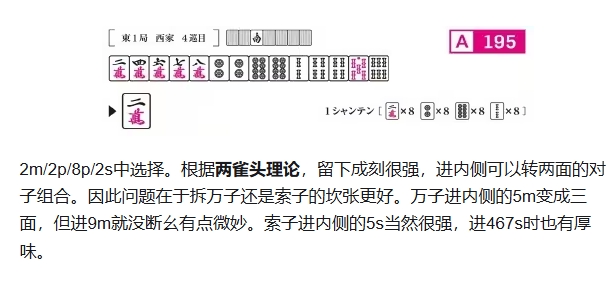 [ 東1局 西家 4巡目 ] 南
A 195
二萬 四萬 六萬 七萬 八萬
▶ 二萬
1シャンテン [ 二萬×8 ×8 ×8 ×8 ]
2m/2p/8p/2s中选择。根据两雀头理论，留下成刻很强，进内侧可以转两面的对
子组合。因此问题在于拆万子还是索子的坎张更好。万子进内侧的5m变成三
面，但进9m就没断幺有点微妙。索子进内侧的5s当然很强，进467s时也有厚
味。